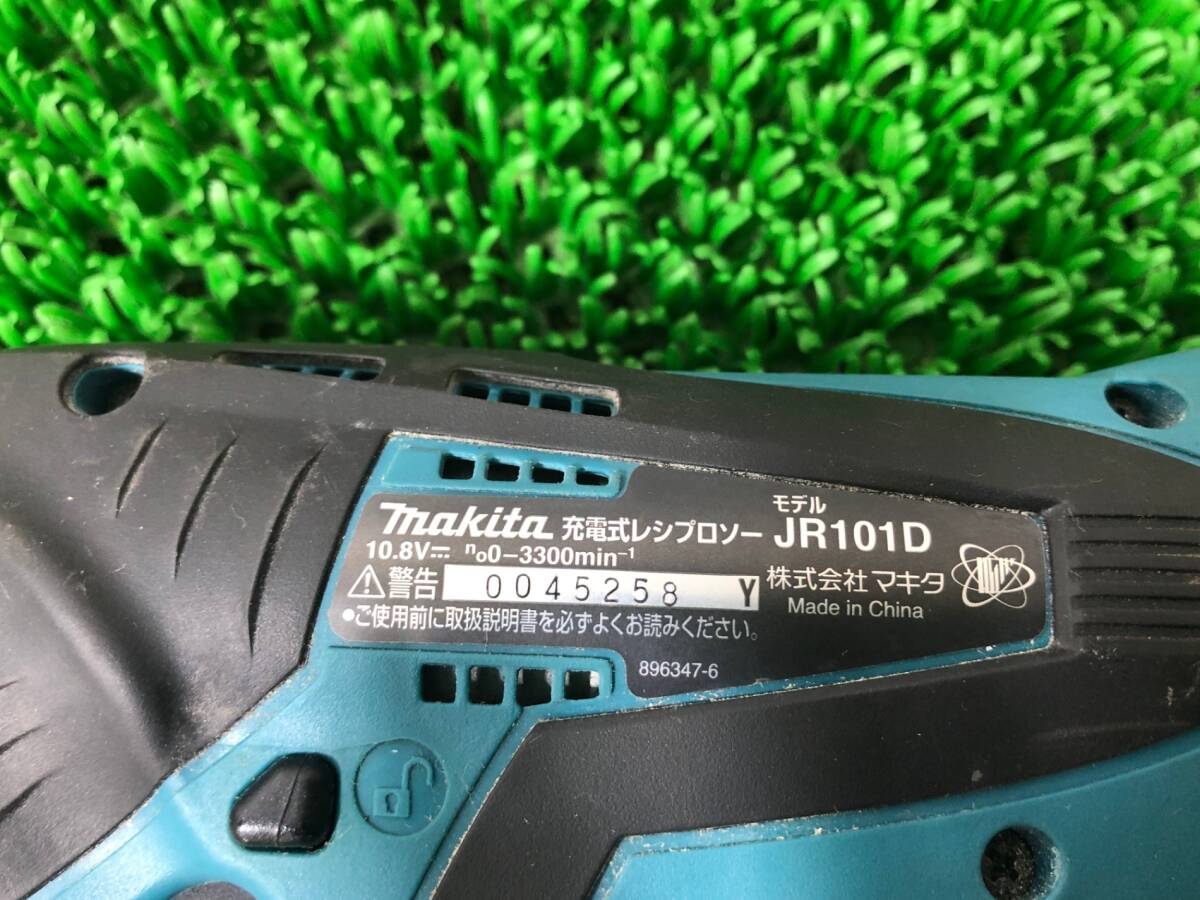 makita 充電式レシプロソー モデル JR101D
10.8V⎓ n₀0-3300min⁻¹
⚠警告 0045258 Y 株式会社マキタ
Made in China
●ご使用前に取扱説明書を必ずよくお読みください。
896347-6